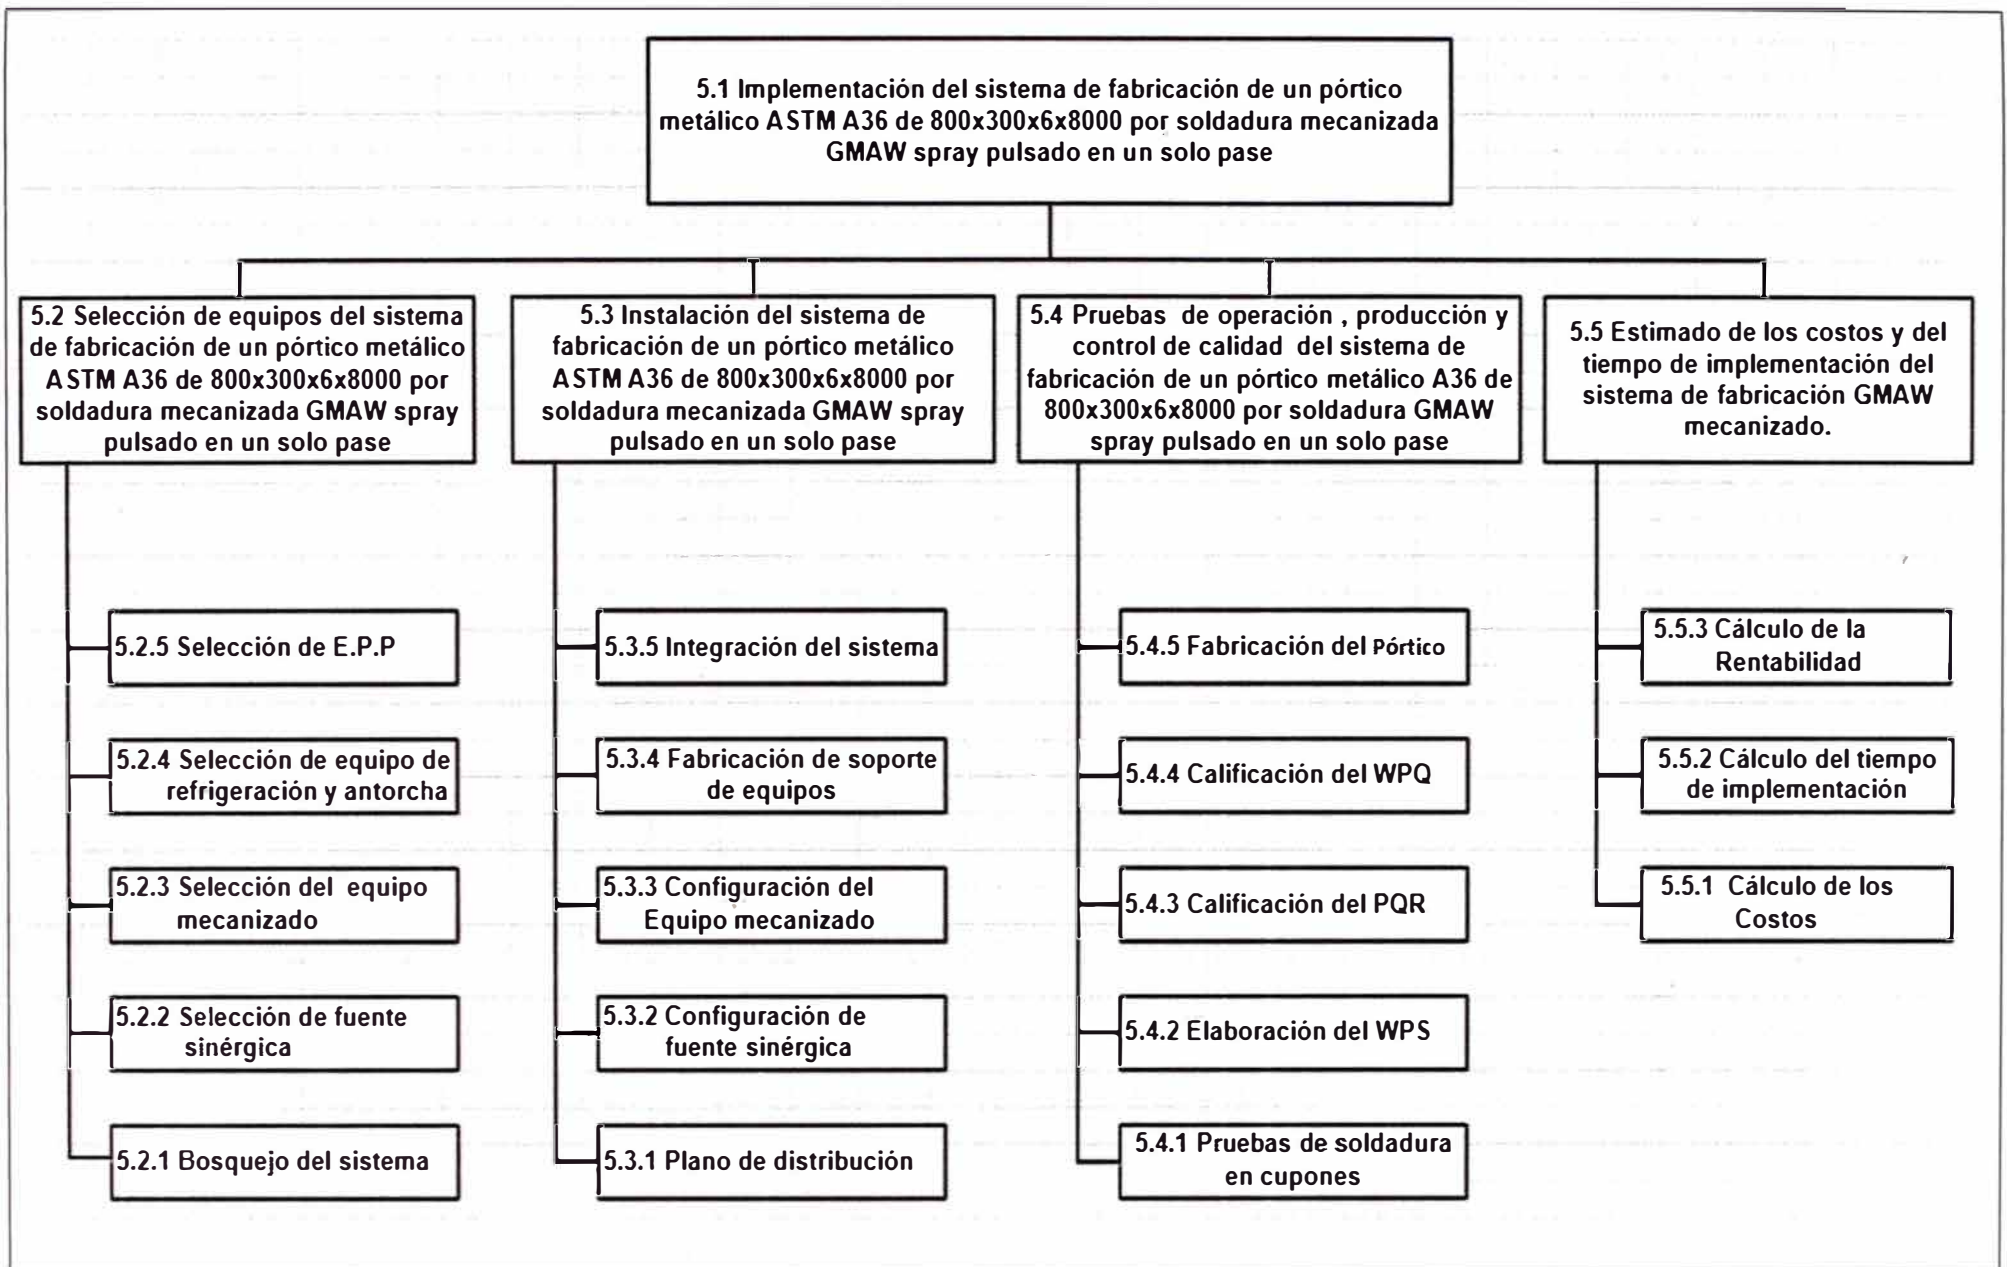 5.1 Implementación del sistema de fabricación de un pórtico
metálico ASTM A36 de 800x300x6x8000 por soldadura mecanizada
GMAW spray pulsado en un solo pase
5.2 Selección de equipos del sistema
de fabricación de un pórtico metálico
ASTM A36 de 800x300x6x8000 por
soldadura mecanizada GMAW spray
pulsado en un solo pase
5.2.5 Selección de E.P.P
5.2.4 Selección de equipo de
refrigeración y antorcha
5.2.3 Selección del equipo
mecanizado
5.2.2 Selección de fuente
sinérgica
5.2.1 Bosquejo del sistema
5.3 Instalación del sistema de
fabricación de un pórtico metálico
ASTM A36 de 800x300x6x8000 por
soldadura mecanizada GMAW spray
pulsado en un solo pase
5.3.5 Integración del sistema
5.3.4 Fabricación de soporte
de equipos
5.3.3 Configuración del
Equipo mecanizado
5.3.2 Configuración de
fuente sinérgica
5.3.1 Plano de distribución
5.4 Pruebas de operación , producción y
control de calidad del sistema de
fabricación de un pórtico metálico A36 de
800x300x6x8000 por soldadura GMAW
spray pulsado en un solo pase
5.4.5 Fabricación del Pórtico
5.4.4 Calificación del WPQ
5.4.3 Calificación del PQR
5.4.2 Elaboración del WPS
5.4.1 Pruebas de soldadura
en cupones
5.5 Estimado de los costos y del
tiempo de implementación del
sistema de fabricación GMAW
mecanizado.
5.5.3 Cálculo de la
Rentabilidad
5.5.2 Cálculo del tiempo
de implementación
5.5.1 Cálculo de los
Costos